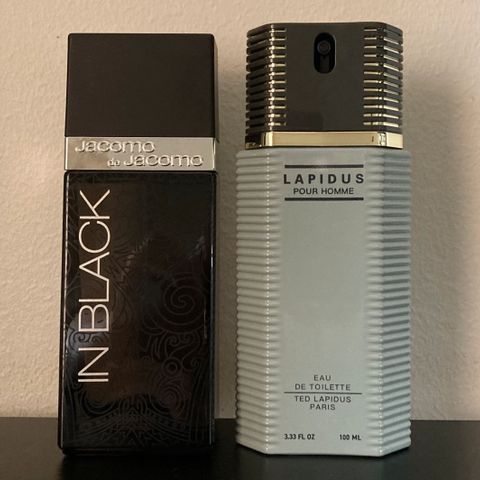 Jacomo
de Jacomo
IN BLACK
LAPIDUS
POUR HOMME
EAU
DE TOILETTE
TED LAPIDUS
PARIS
3.33 FL OZ 100 ML